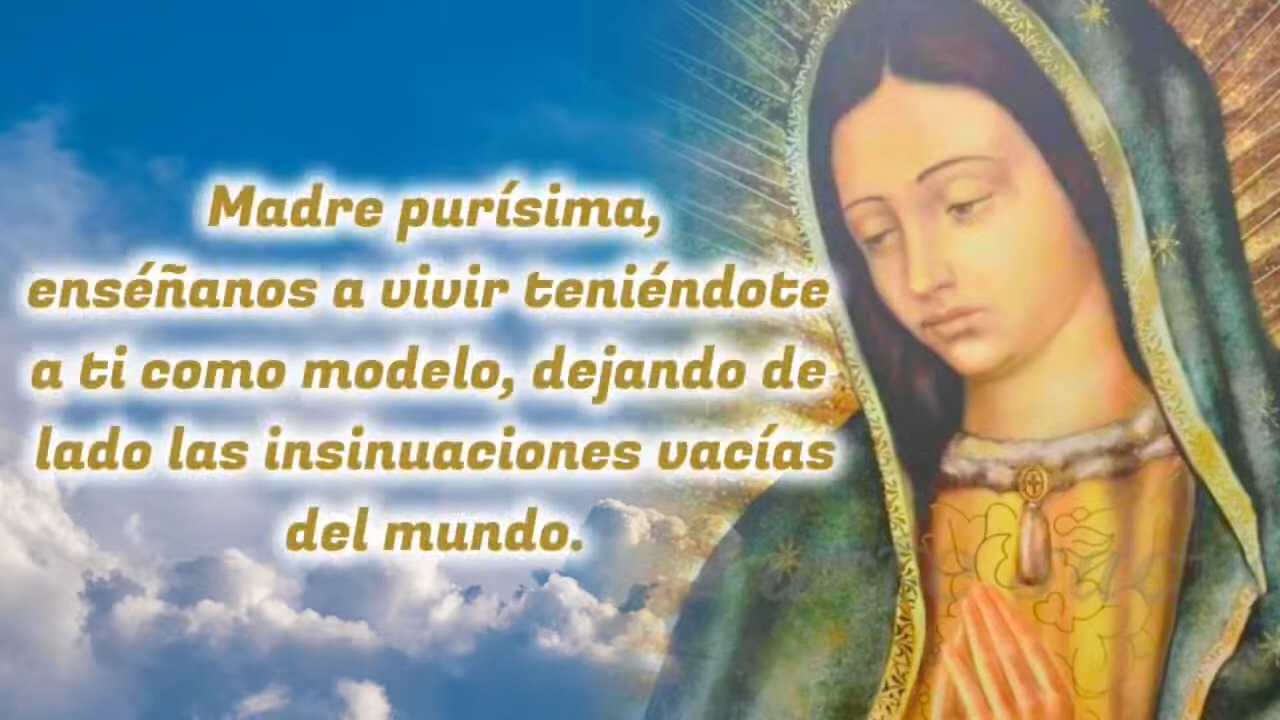 Madre purísima,
enséñanos a vivir teniéndote
a ti como modelo, dejando de
lado las insinuaciones vacías
del mundo.